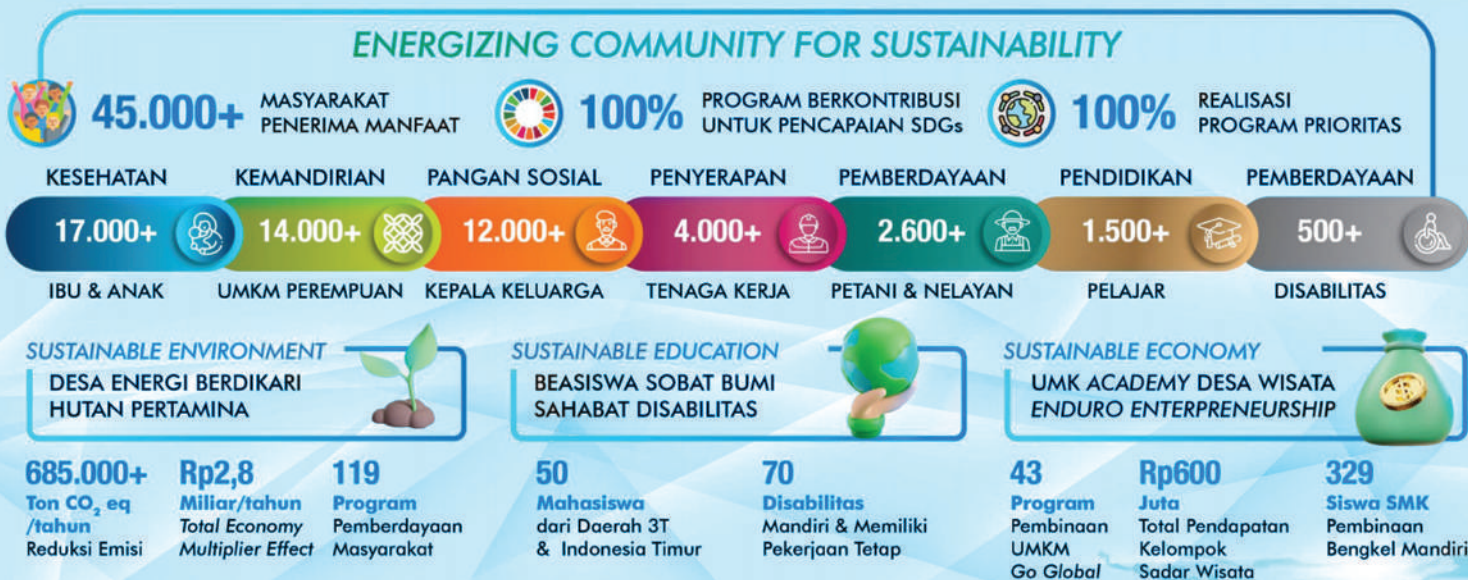 ENERGIZING COMMUNITY FOR SUSTAINABILITY
45.000+
MASYARAKAT
PENERIMA MANFAAT
100%
PROGRAM BERKONTRIBUSI
UNTUK PENCAPAIAN SDGs
100%
REALISASI
PROGRAM PRIORITAS
KESEHATAN
17.000+
IBU & ANAK
KEMANDIRIAN
14.000+
UMKM PEREMPUAN
PANGAN SOSIAL
12.000+
KEPALA KELUARGA
PENYERAPAN
4.000+
TENAGA KERJA
PEMBERDAYAAN
2.600+
PETANI & NELAYAN
PENDIDIKAN
1.500+
PELAJAR
PEMBERDAYAAN
500+
DISABILITAS
SUSTAINABLE ENVIRONMENT
DESA ENERGI BERDIKARI
HUTAN PERTAMINA
685.000+
Ton CO₂ eq
/tahun
Reduksi Emisi
Rp2,8
Miliar/tahun
Total Economy
Multiplier Effect
119
Program
Pemberdayaan
Masyarakat
SUSTAINABLE EDUCATION
BEASISWA SOBAT BUMI
SAHABAT DISABILITAS
50
Mahasiswa
dari Daerah 3T
& Indonesia Timur
70
Disabilitas
Mandiri & Memiliki
Pekerjaan Tetap
SUSTAINABLE ECONOMY
UMK ACADEMY DESA WISATA
ENDURO ENTERPRENEURSHIP
43
Program
Pembinaan
UMKM
Go Global
Rp600
Juta
Total Pendapatan
Kelompok
Sadar Wisata
329
Siswa SMK
Pembinaan
Bengkel Mandiri